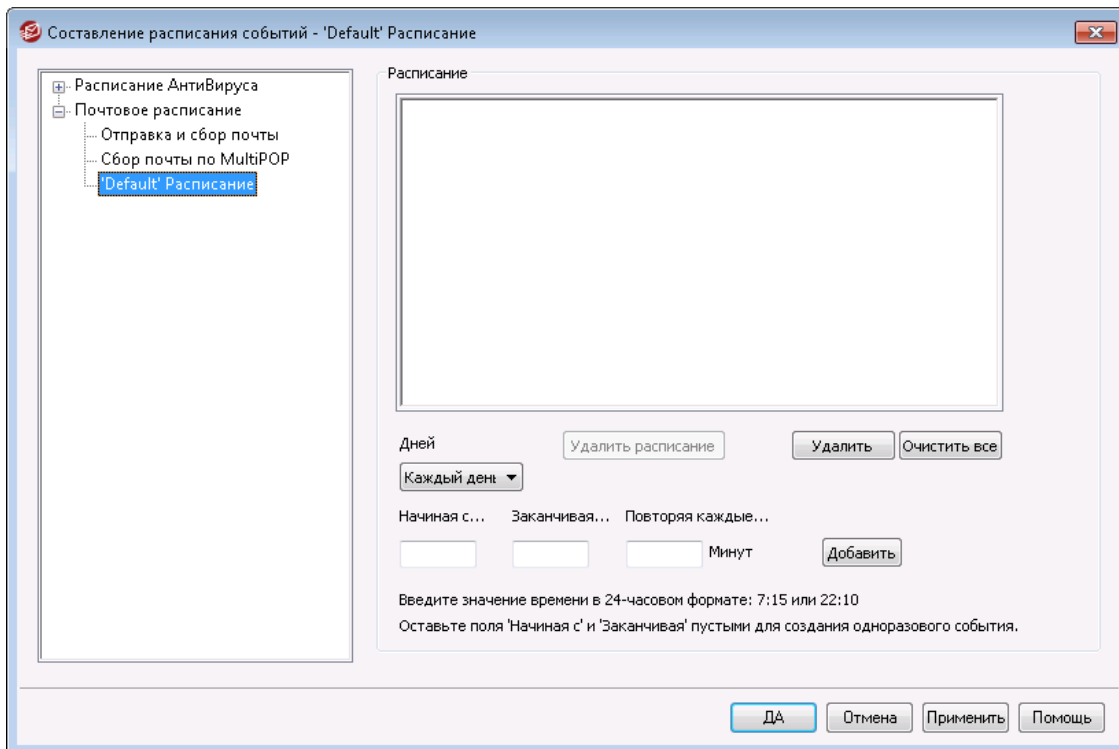 Составление расписания событий - 'Default' Расписание
Расписание АнтиВируса
Почтовое расписание
Отправка и сбор почты
Сбор почты по MultiPOP
'Default' Расписание
Расписание
Дней
Удалить расписание
Удалить
Очистить все
Каждый день
Начиная с...
Заканчивая...
Повторяя каждые...
Минут
Добавить
Введите значение времени в 24-часовом формате: 7:15 или 22:10
Оставьте поля 'Начиная с' и 'Заканчивая' пустыми для создания одноразового события.
ДА
Отмена
Применить
Помощь